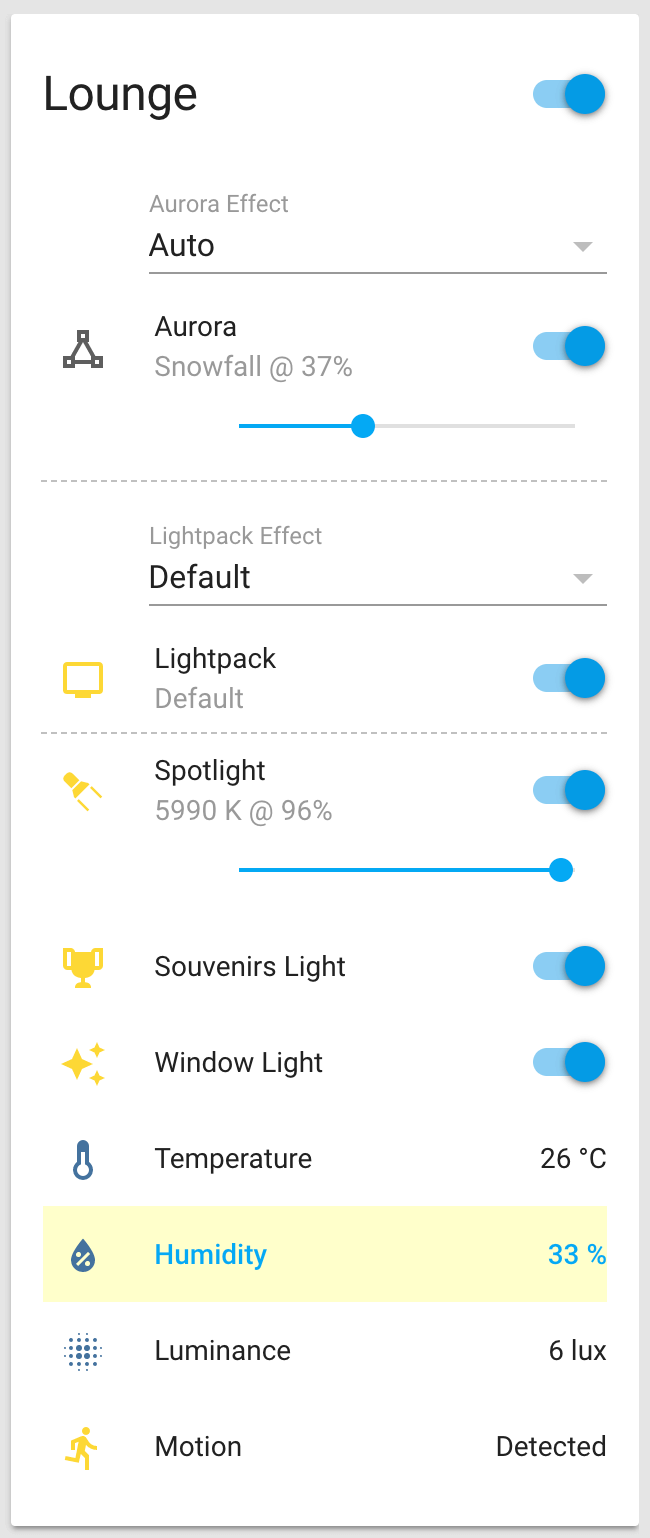 Lounge
Aurora Effect
Auto
Aurora
Snowfall @ 37%
Lightpack Effect
Default
Lightpack
Default
Spotlight
5990 K @ 96%
Souvenirs Light
Window Light
Temperature 26 °C
Humidity 33 %
Luminance 6 lux
Motion Detected